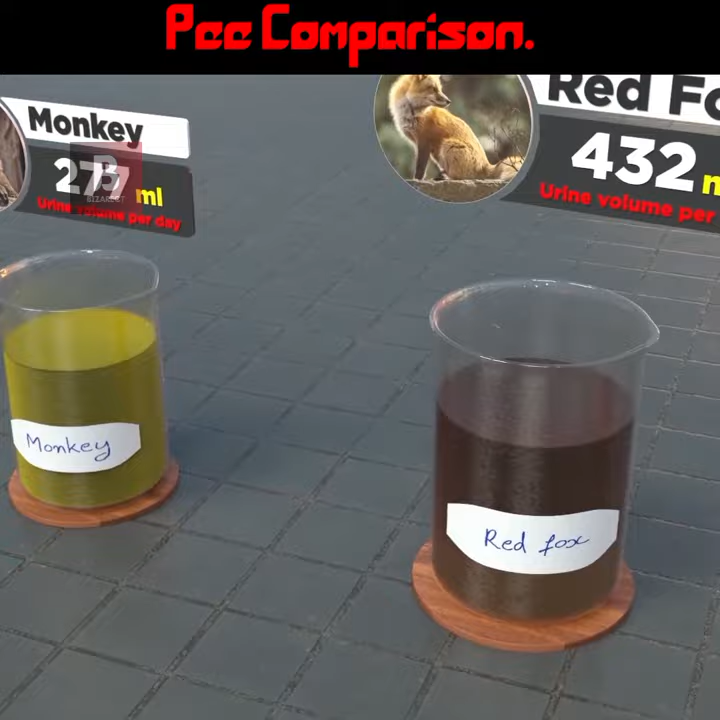 Pee Comparison.
Monkey
ml
Urine volume per day
Red Fo
432 m
Urine volume per
Monkey
Red fox